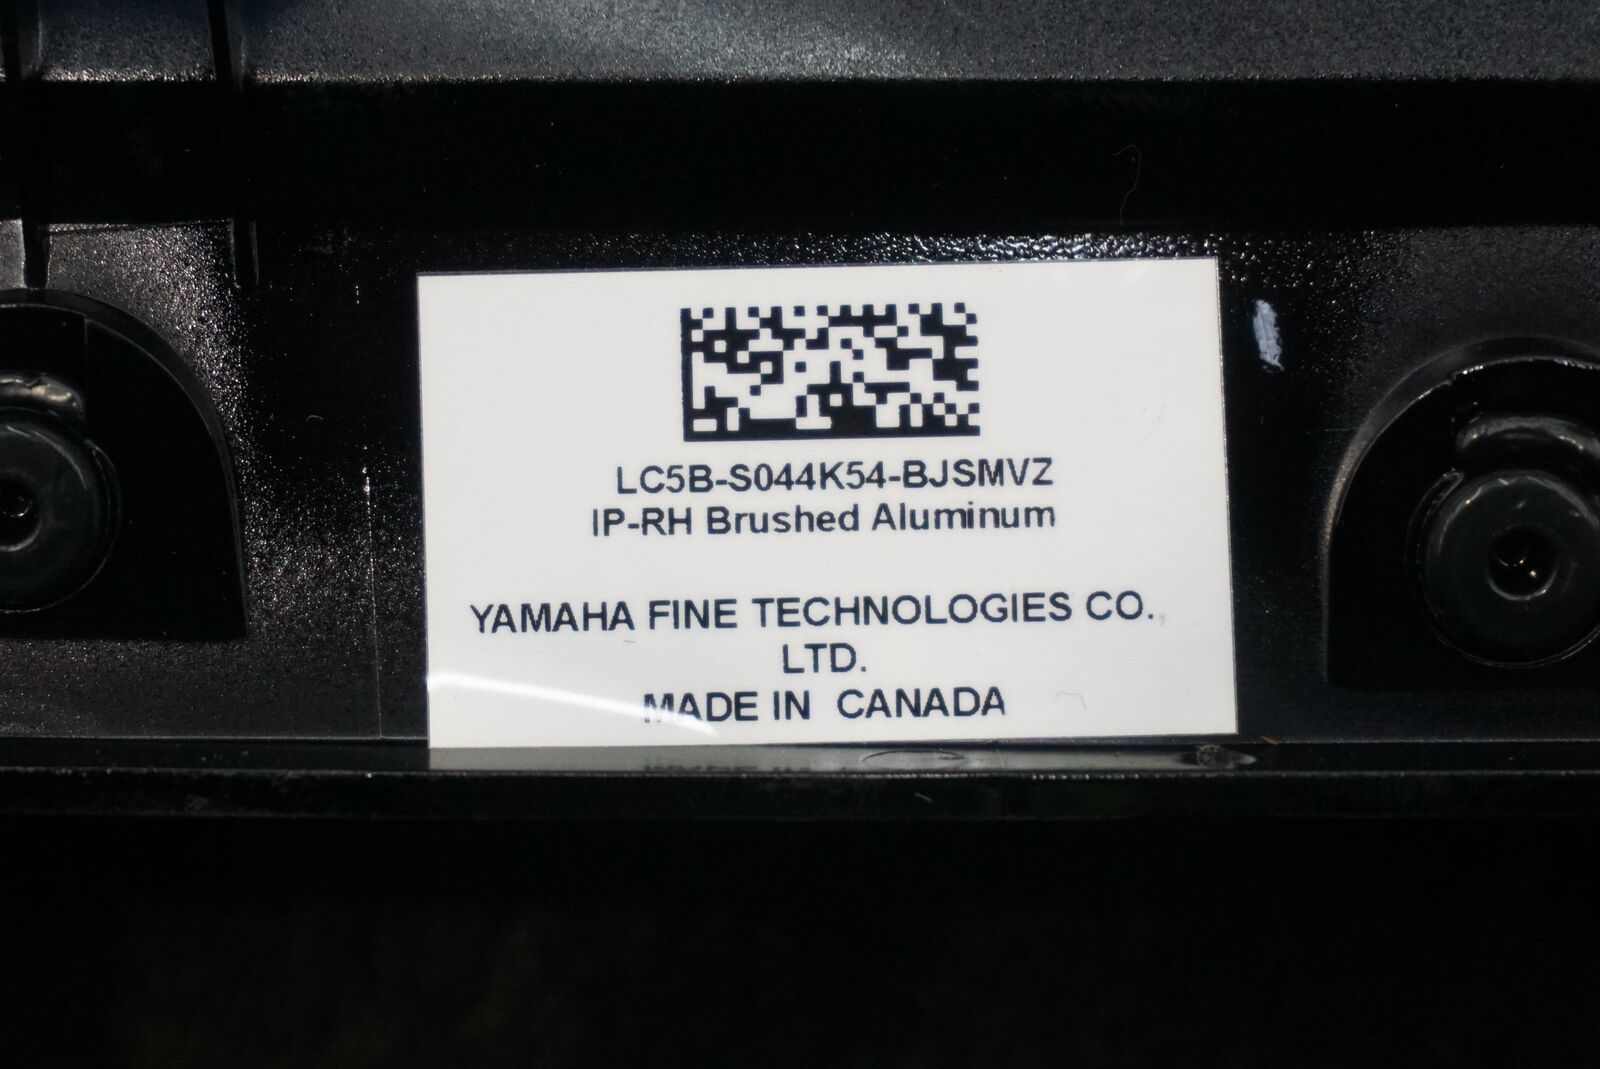 LC5B-S044K54-BJSMVZ
IP-RH Brushed Aluminum
YAMAHA FINE TECHNOLOGIES CO.
LTD.
MADE IN CANADA